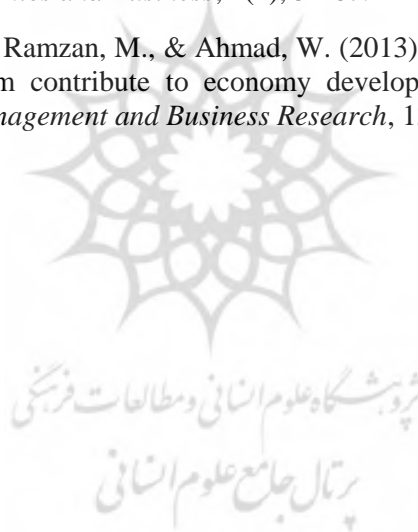 Ramzan, M., & Ahmad, W. (2013)
m contribute to economy develop
nagement and Business Research, 1
پژوهشگاه علوم انسانی و مطالعات فرهنگی
پرتال جامع علوم انسانی